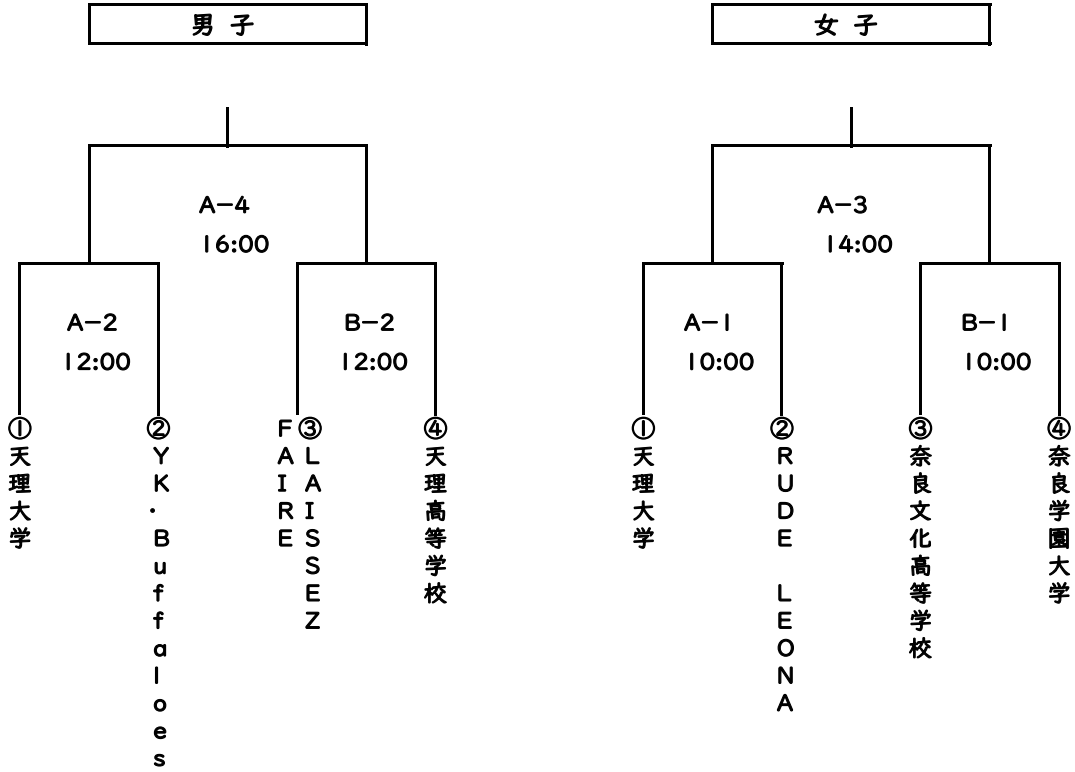 男子
A−4
16:00
A−2
12:00
B−2
12:00
①天理大学
②YK・Buffaloes
③LAISSEZ
FAIRE
④天理高等学校
女子
A−3
14:00
A−1
10:00
B−1
10:00
①天理大学
②RUDE LEONA
③奈良文化高等学校
④奈良学園大学